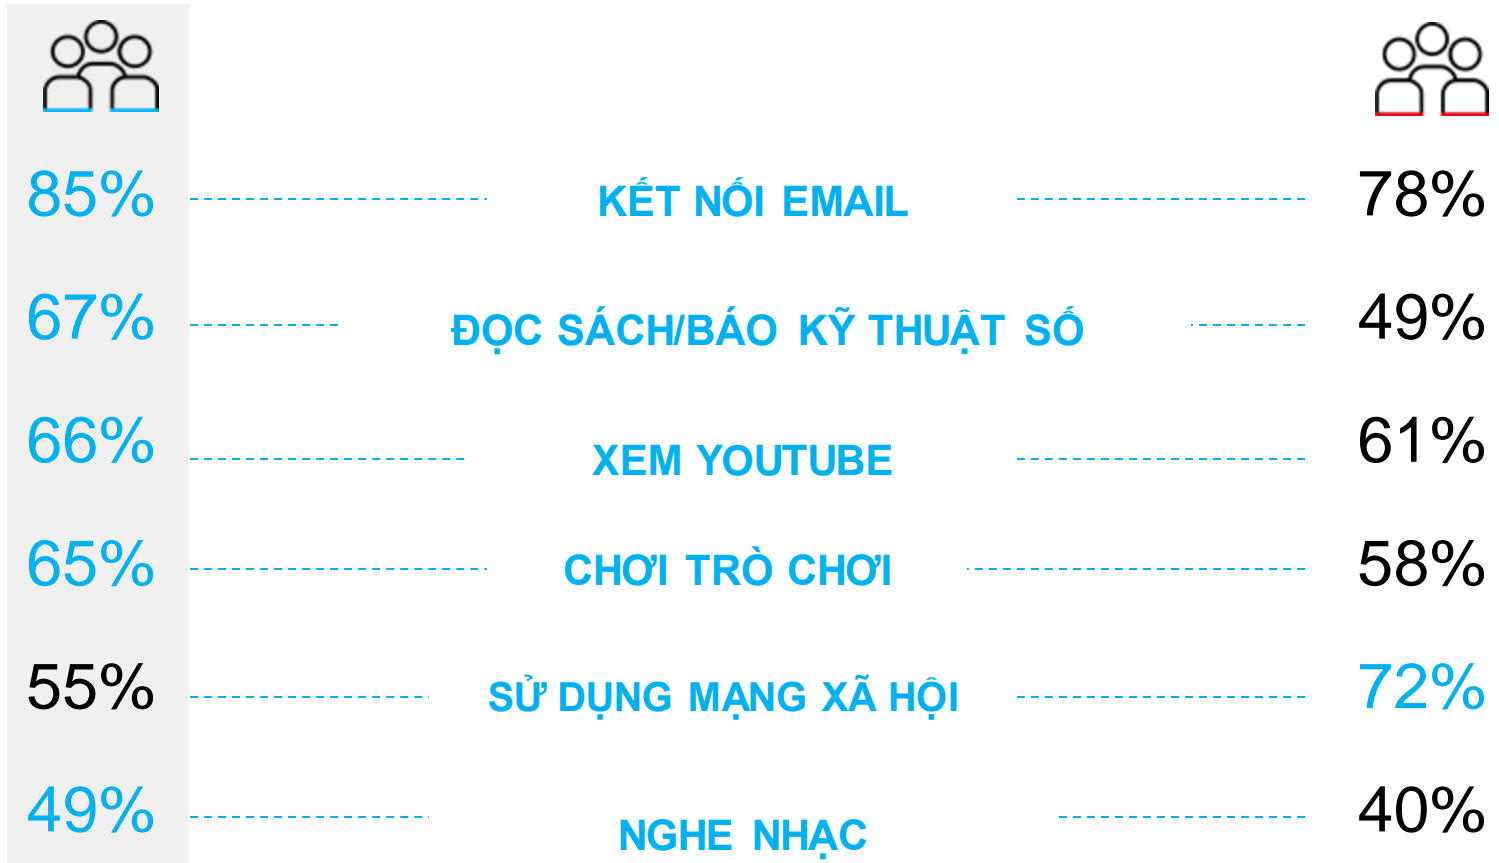 85% KẾT NỐI EMAIL 78%
67% ĐỌC SÁCH/BÁO KỸ THUẬT SỐ 49%
66% XEM YOUTUBE 61%
65% CHƠI TRÒ CHƠI 58%
55% SỬ DỤNG MẠNG XÃ HỘI 72%
49% NGHE NHẠC 40%